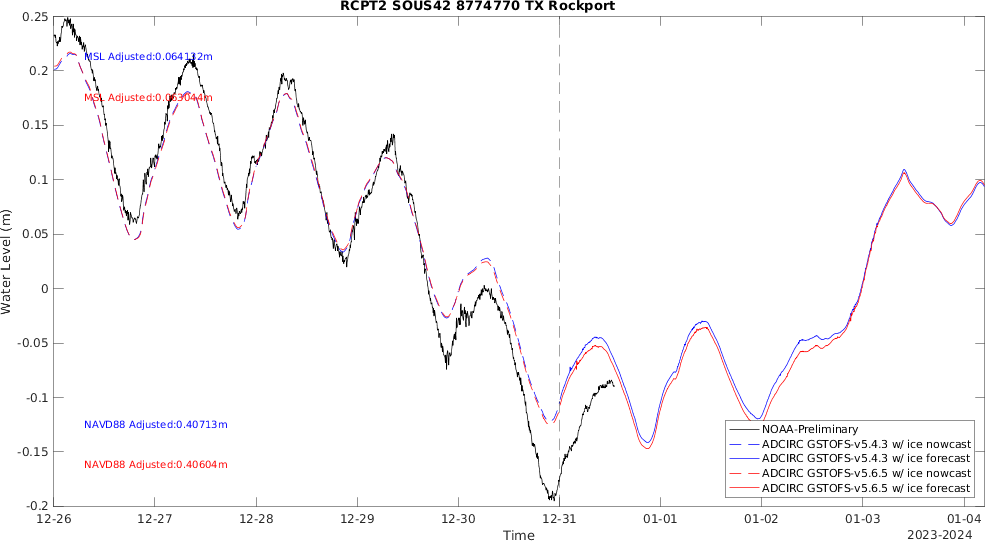 RCPT2 SOUS42 8774770 TX Rockport
0.25
0.2
0.15
0.1
0.05
0
-0.05
-0.1
-0.15
-0.2
Water Level (m)
MSL Adjusted:0.064132m
MSL Adjusted:0.063044m
NAVD88 Adjusted:0.40713m
NAVD88 Adjusted:0.40604m
NOAA-Preliminary
ADCIRC GSTOFS-v5.4.3 w/ ice nowcast
ADCIRC GSTOFS-v5.4.3 w/ ice forecast
ADCIRC GSTOFS-v5.6.5 w/ ice nowcast
ADCIRC GSTOFS-v5.6.5 w/ ice forecast
12-26 12-27 12-28 12-29 12-30 12-31 01-01 01-02 01-03 01-04
Time
2023-2024